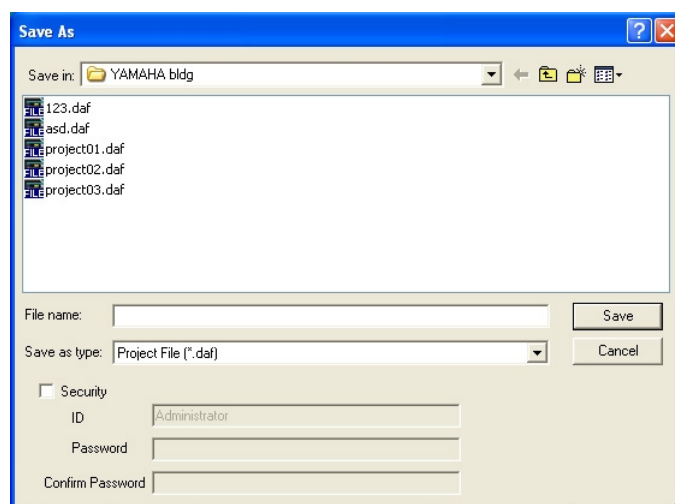 Save As
Save in: YAMAHA bldg
123.daf
asd.daf
project01.daf
project02.daf
project03.daf
File name:
Save
Save as type: Project File (*.daf)
Cancel
Security
ID Administrator
Password
Confirm Password